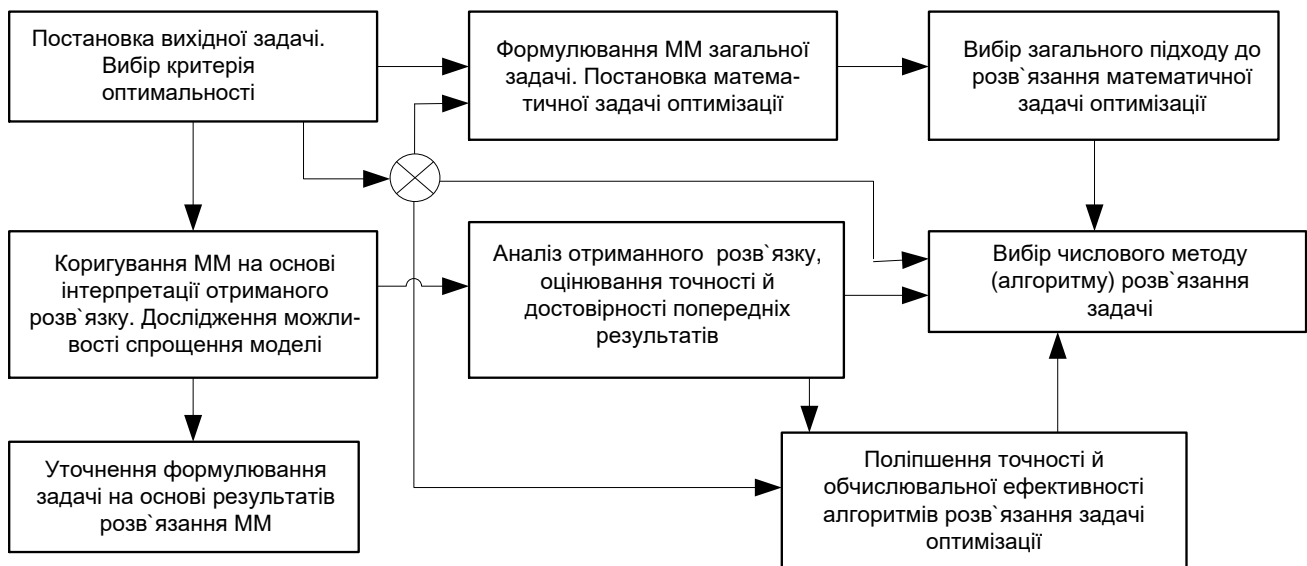 Постановка вихідної задачі.
Вибір критерія
оптимальності
Формулювання ММ загальної
задачі. Постановка матема-
тичної задачі оптимізації
Вибір загального підходу до
розв`язання математичної
задачі оптимізації
Коригування ММ на основі
інтерпретації отриманого
розв`язку. Дослідження можли-
вості спрощення моделі
Аналіз отриманного розв`язку,
оцінювання точності й
достовірності попередніх
результатів
Вибір числового методу
(алгоритму) розв`язання
задачі
Уточнення формулювання
задачі на основі результатів
розв`язання ММ
Поліпшення точності й
обчислювальної ефективності
алгоритмів розв`язання задачі
оптимізації